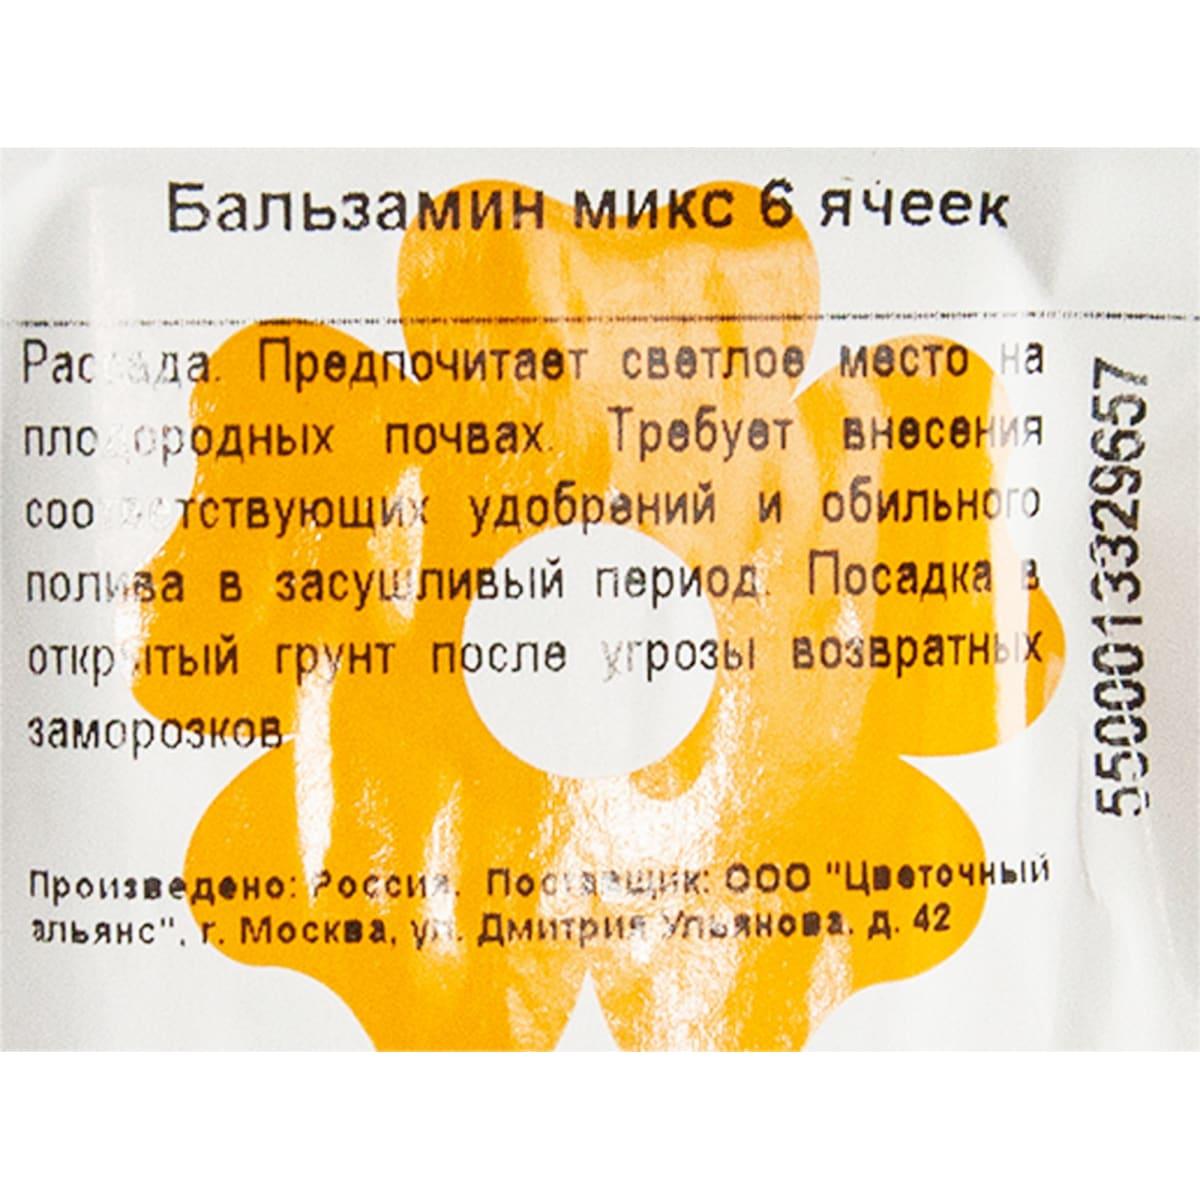 Бальзамин микс 6 ячеек
Рассада. Предпочитает светлое место на
плодородных почвах. Требует внесения
соответствующих удобрений и обильного
полива в засушливый период. Посадка в
открытый грунт после угрозы возвратных
заморозков
Произведено: Россия. Поставщик: ООО "Цветочный
альянс", г. Москва, ул. Дмитрия Ульянова. д. 42
5500013329657